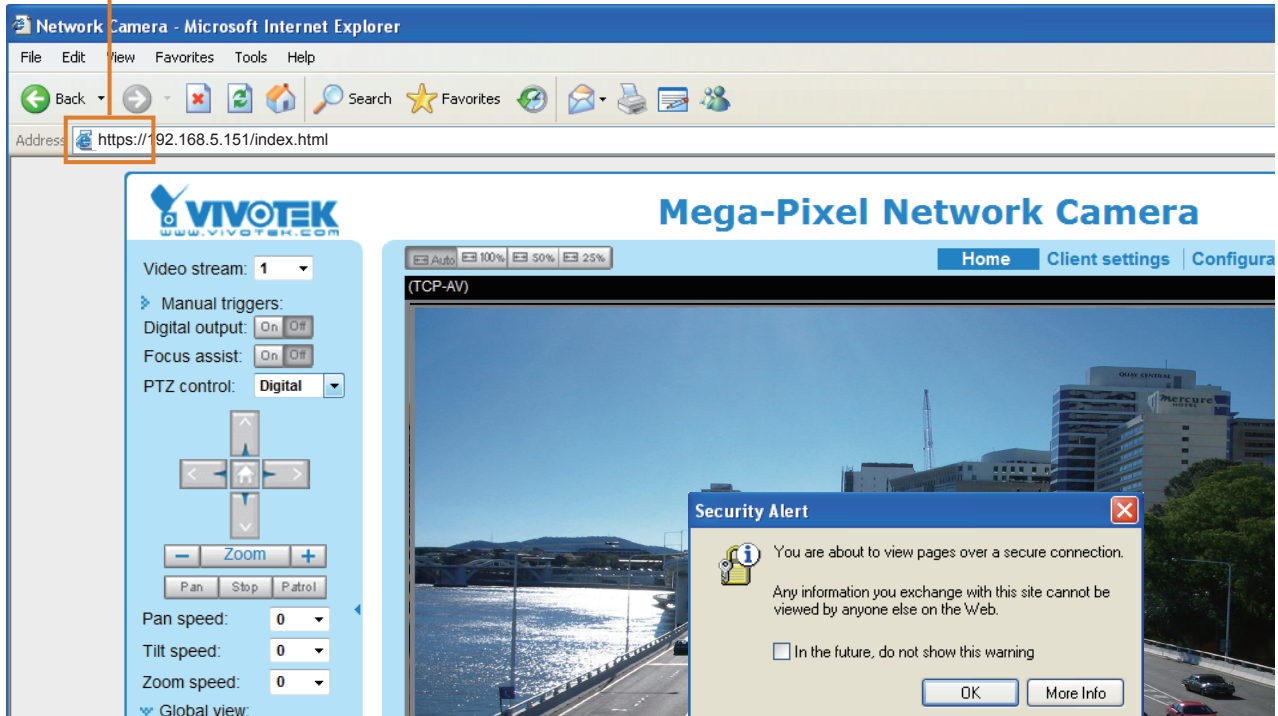 Network Camera - Microsoft Internet Explorer
File Edit View Favorites Tools Help
Back Search Favorites
Address https://192.168.5.151/index.html
VIVOTEK
WWW.VIVOTEK.COM
Mega-Pixel Network Camera
Auto 100% 50% 25%
Home Client settings Configura
(TCP-AV)
Video stream: 1
Manual triggers:
Digital output: On Off
Focus assist: On Off
PTZ control: Digital
Zoom
Pan Stop Patrol
Pan speed: 0
Tilt speed: 0
Zoom speed: 0
Global view:
QUAY CENTRAL
Mercure
HOTEL
Security Alert
You are about to view pages over a secure connection.
Any information you exchange with this site cannot be
viewed by anyone else on the Web.
In the future, do not show this warning
OK More Info